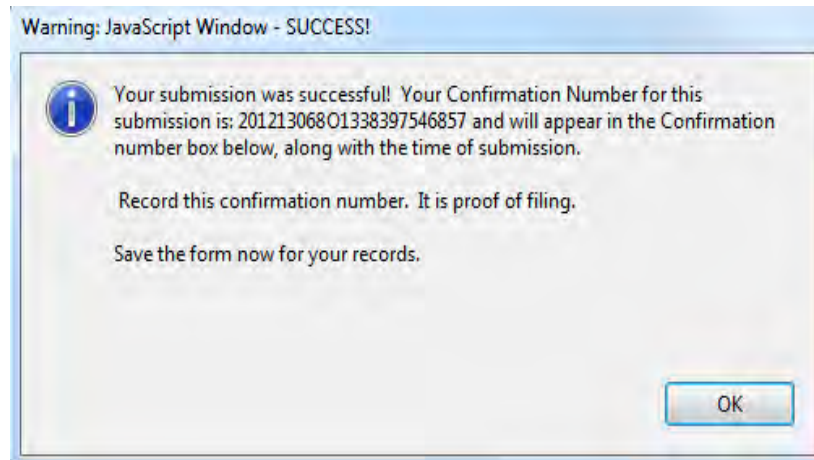 Warning: JavaScript Window - SUCCESS!
Your submission was successful!  Your Confirmation Number for this
submission is: 201213068O1338397546857 and will appear in the Confirmation
number box below, along with the time of submission.
Record this confirmation number.  It is proof of filing.
Save the form now for your records.
OK